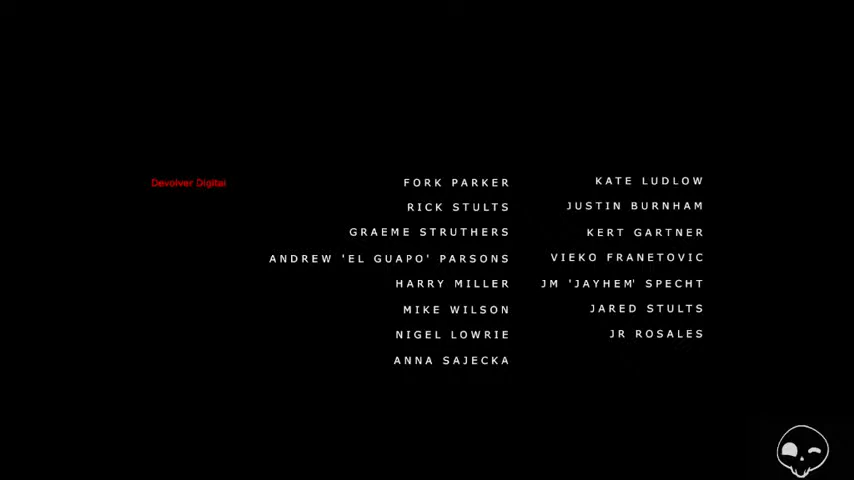 Devolver Digital
FORK PARKER
RICK STULTS
GRAEME STRUTHERS
ANDREW 'EL GUAPO' PARSONS
HARRY MILLER
MIKE WILSON
NIGEL LOWRIE
ANNA SAJECKA
KATE LUDLOW
JUSTIN BURNHAM
KERT GARTNER
VIEKO FRANETOVIC
JM 'JAYHEM' SPECHT
JARED STULTS
JR ROSALES